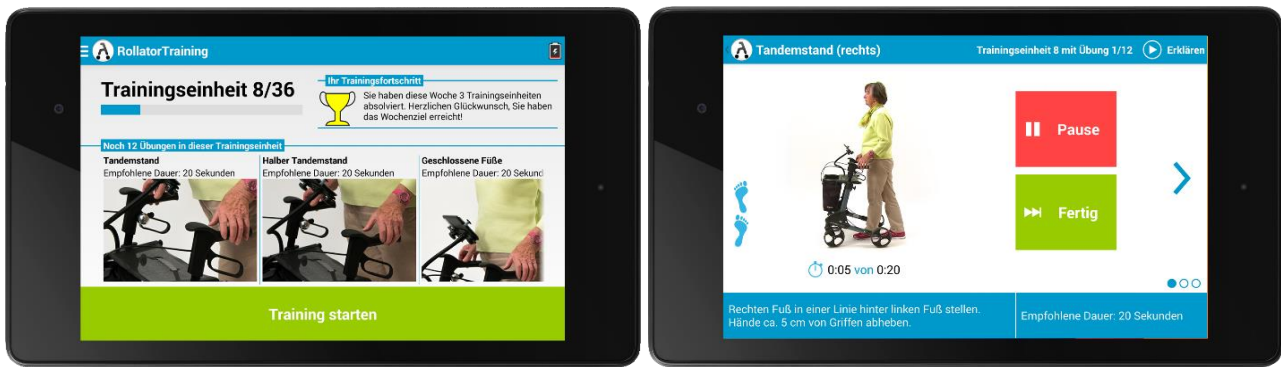 RollatorTraining
Trainingseinheit 8/36
Ihr Trainingsfortschritt
Sie haben diese Woche 3 Trainingseinheiten
absolviert. Herzlichen Glückwunsch, Sie haben
das Wochenziel erreicht!
Noch 12 Übungen in dieser Trainingseinheit
Tandemstand
Empfohlene Dauer: 20 Sekunden
Halber Tandemstand
Empfohlene Dauer: 20 Sekunden
Geschlossene Füße
Empfohlene Dauer: 20 Sekund
Training starten
Tandemstand (rechts)
Trainingseinheit 8 mit Übung 1/12
Erklären
Pause
Fertig
0:05 von 0:20
Rechten Fuß in einer Linie hinter linken Fuß stellen.
Hände ca. 5 cm von Griffen abheben.
Empfohlene Dauer: 20 Sekunden